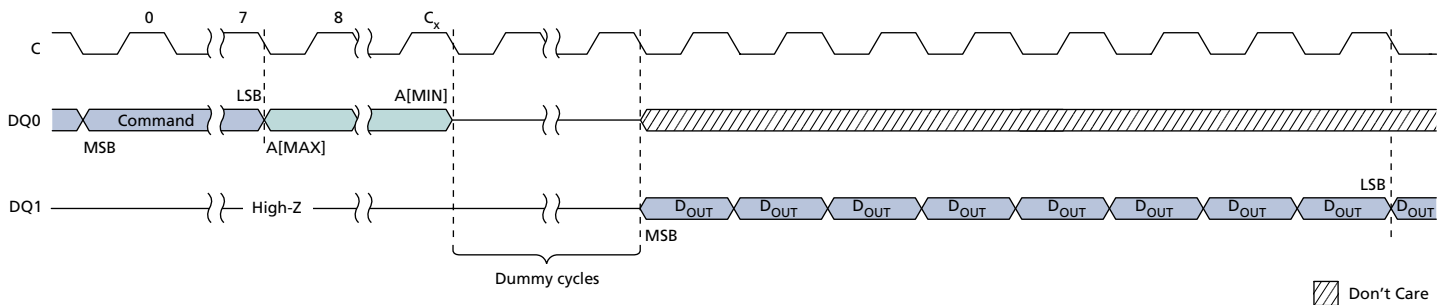 0 7 8 Cx
C
LSB A[MIN]
DQ0 Command
MSB A[MAX]
LSB
DQ1 High-Z DOUT DOUT DOUT DOUT DOUT DOUT DOUT DOUT DOUT
MSB
Dummy cycles
Don't Care